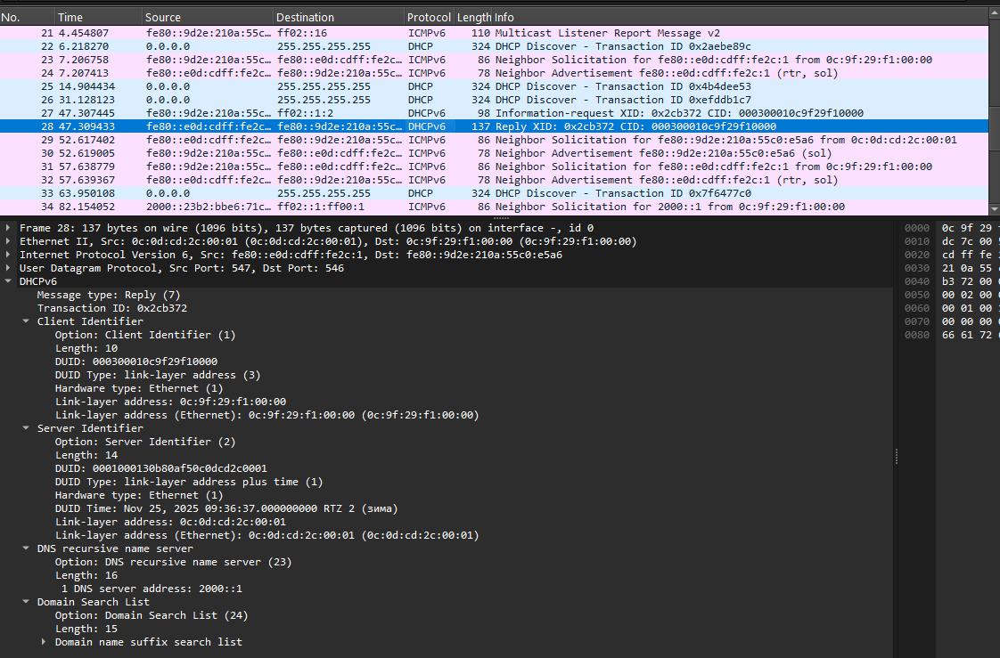 No. Time Source Destination Protocol Length Info
21 4.454807 fe80::9d2e:210a:55c… ff02::16 ICMPv6 110 Multicast Listener Report Message v2
22 6.218270 0.0.0.0 255.255.255.255 DHCP 324 DHCP Discover - Transaction ID 0x2aebe89c
23 7.206758 fe80::9d2e:210a:55c… fe80::e0d:cdff:fe2c… ICMPv6 86 Neighbor Solicitation for fe80::e0d:cdff:fe2c:1 from 0c:9f:29:f1:00:00
24 7.207413 fe80::e0d:cdff:fe2c… fe80::9d2e:210a:55c… ICMPv6 78 Neighbor Advertisement fe80::e0d:cdff:fe2c:1 (rtr, sol)
25 14.904434 0.0.0.0 255.255.255.255 DHCP 324 DHCP Discover - Transaction ID 0x4b4dee53
26 31.128123 0.0.0.0 255.255.255.255 DHCP 324 DHCP Discover - Transaction ID 0xefddb1c7
27 47.307445 fe80::9d2e:210a:55c… ff02::1:2 DHCPv6 98 Information-request XID: 0x2cb372 CID: 000300010c9f29f10000
28 47.309433 fe80::e0d:cdff:fe2c… fe80::9d2e:210a:55c… DHCPv6 137 Reply XID: 0x2cb372 CID: 000300010c9f29f10000
29 52.617402 fe80::e0d:cdff:fe2c… fe80::9d2e:210a:55c… ICMPv6 86 Neighbor Solicitation for fe80::9d2e:210a:55c0:e5a6 from 0c:0d:cd:2c:00:01
30 52.619005 fe80::9d2e:210a:55c… fe80::e0d:cdff:fe2c… ICMPv6 78 Neighbor Advertisement fe80::9d2e:210a:55c0:e5a6 (sol)
31 57.638779 fe80::9d2e:210a:55c… fe80::e0d:cdff:fe2c… ICMPv6 86 Neighbor Solicitation for fe80::e0d:cdff:fe2c:1 from 0c:9f:29:f1:00:00
32 57.639367 fe80::e0d:cdff:fe2c… fe80::9d2e:210a:55c… ICMPv6 78 Neighbor Advertisement fe80::e0d:cdff:fe2c:1 (rtr, sol)
33 63.950108 0.0.0.0 255.255.255.255 DHCP 324 DHCP Discover - Transaction ID 0x7f6477c0
34 82.154052 2000::23b2:bbe6:71c… ff02::1:ff00:1 ICMPv6 86 Neighbor Solicitation for 2000::1 from 0c:9f:29:f1:00:00
Frame 28: 137 bytes on wire (1096 bits), 137 bytes captured (1096 bits) on interface -, id 0
Ethernet II, Src: 0c:0d:cd:2c:00:01 (0c:0d:cd:2c:00:01), Dst: 0c:9f:29:f1:00:00 (0c:9f:29:f1:00:00)
Internet Protocol Version 6, Src: fe80::e0d:cdff:fe2c:1, Dst: fe80::9d2e:210a:55c0:e5a6
User Datagram Protocol, Src Port: 547, Dst Port: 546
DHCPv6
Message type: Reply (7)
Transaction ID: 0x2cb372
Client Identifier
Option: Client Identifier (1)
Length: 10
DUID: 000300010c9f29f10000
DUID Type: link-layer address (3)
Hardware type: Ethernet (1)
Link-layer address: 0c:9f:29:f1:00:00
Link-layer address (Ethernet): 0c:9f:29:f1:00:00 (0c:9f:29:f1:00:00)
Server Identifier
Option: Server Identifier (2)
Length: 14
DUID: 0001000130b80af50c0dcd2c0001
DUID Type: link-layer address plus time (1)
Hardware type: Ethernet (1)
DUID Time: Nov 25, 2025 09:36:37.000000000 RTZ 2 (зима)
Link-layer address: 0c:0d:cd:2c:00:01
Link-layer address (Ethernet): 0c:0d:cd:2c:00:01 (0c:0d:cd:2c:00:01)
DNS recursive name server
Option: DNS recursive name server (23)
Length: 16
1 DNS server address: 2000::1
Domain Search List
Option: Domain Search List (24)
Length: 15
Domain name suffix search list
0000 0c 9f 29
0010 dc 7c 00
0020 cd ff fe
0030 21 0a 55
0040 b3 72 00
0050 00 02 00
0060 00 01 00
0070 00 00 00
0080 66 61 72